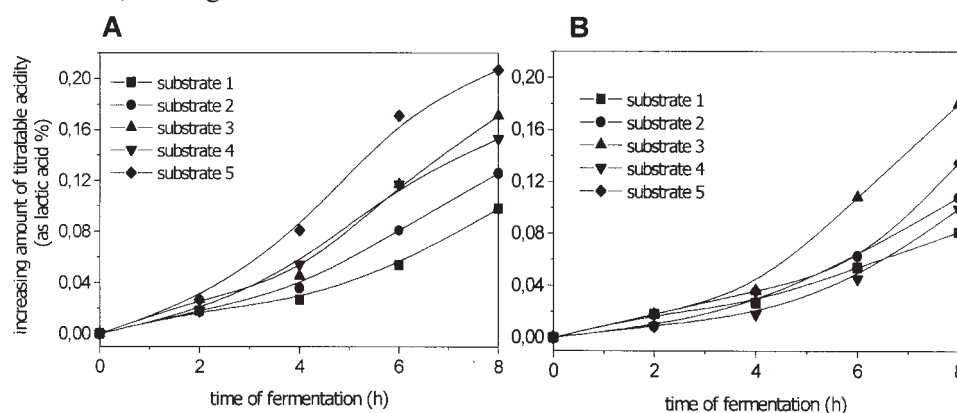 A
increasing amount of titratable acidity
(as lactic acid %)
0,20
0,16
0,12
0,08
0,04
0,00
substrate 1
substrate 2
substrate 3
substrate 4
substrate 5
0 2 4 6 8
time of fermentation (h)
B
0,20
0,16
0,12
0,08
0,04
0,00
substrate 1
substrate 2
substrate 3
substrate 4
substrate 5
0 2 4 6 8
time of fermentation (h)